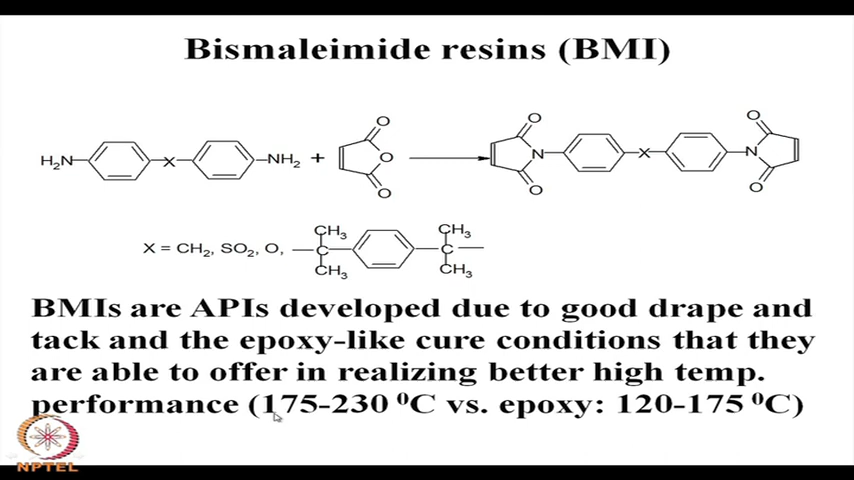 Bismaleimide resins (BMI)
H₂N X NH₂ + O O O N X N O O O O
X = CH₂, SO₂, O, CH₃ C CH₃ CH₃ C CH₃
BMIs are APIs developed due to good drape and
tack and the epoxy-like cure conditions that they
are able to offer in realizing better high temp.
performance (175-230 ⁰C vs. epoxy: 120-175 ⁰C)
NPTEL